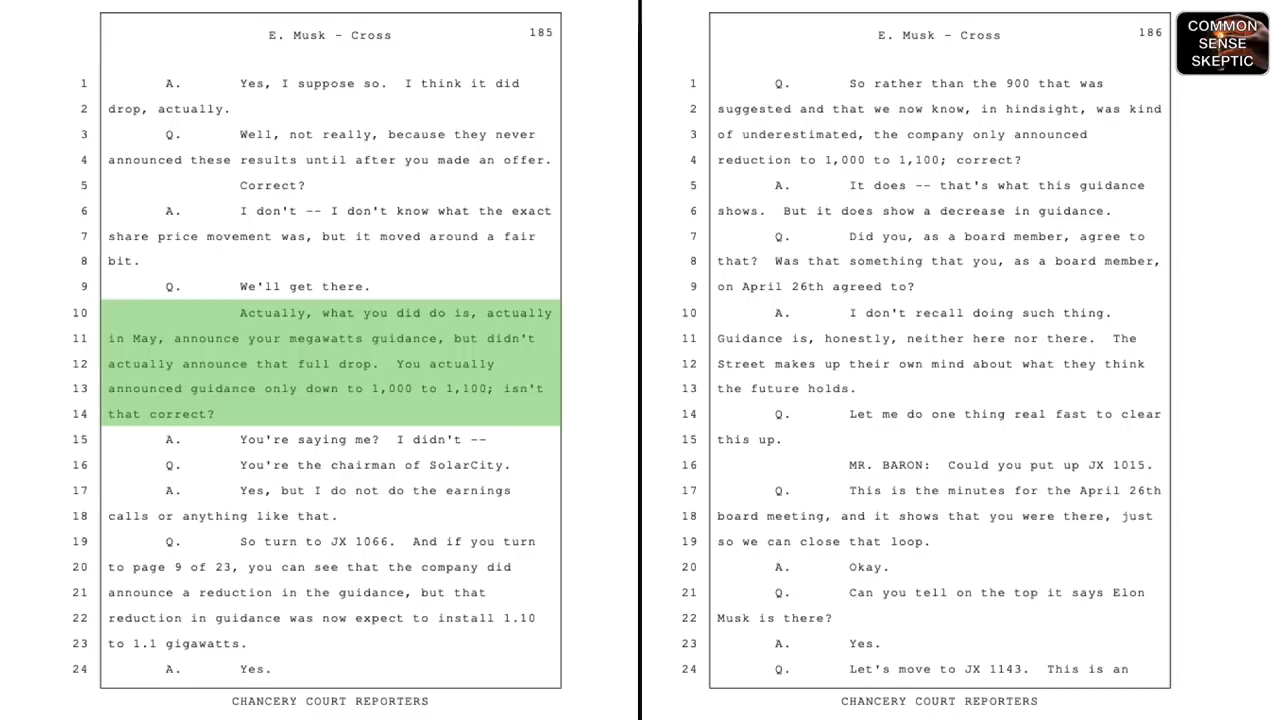 E. Musk - Cross 185
1 A. Yes, I suppose so. I think it did
2 drop, actually.
3 Q. Well, not really, because they never
4 announced these results until after you made an offer.
5 Correct?
6 A. I don't -- I don't know what the exact
7 share price movement was, but it moved around a fair
8 bit.
9 Q. We'll get there.
10 Actually, what you did do is, actually
11 in May, announce your megawatts guidance, but didn't
12 actually announce that full drop. You actually
13 announced guidance only down to 1,000 to 1,100; isn't
14 that correct?
15 A. You're saying me? I didn't --
16 Q. You're the chairman of SolarCity.
17 A. Yes, but I do not do the earnings
18 calls or anything like that.
19 Q. So turn to JX 1066. And if you turn
20 to page 9 of 23, you can see that the company did
21 announce a reduction in the guidance, but that
22 reduction in guidance was now expect to install 1.10
23 to 1.1 gigawatts.
24 A. Yes.
CHANCERY COURT REPORTERS
E. Musk - Cross 186
1 Q. So rather than the 900 that was
2 suggested and that we now know, in hindsight, was kind
3 of underestimated, the company only announced
4 reduction to 1,000 to 1,100; correct?
5 A. It does -- that's what this guidance
6 shows. But it does show a decrease in guidance.
7 Q. Did you, as a board member, agree to
8 that? Was that something that you, as a board member,
9 on April 26th agreed to?
10 A. I don't recall doing such thing.
11 Guidance is, honestly, neither here nor there. The
12 Street makes up their own mind about what they think
13 the future holds.
14 Q. Let me do one thing real fast to clear
15 this up.
16 MR. BARON: Could you put up JX 1015.
17 Q. This is the minutes for the April 26th
18 board meeting, and it shows that you were there, just
19 so we can close that loop.
20 A. Okay.
21 Q. Can you tell on the top it says Elon
22 Musk is there?
23 A. Yes.
24 Q. Let's move to JX 1143. This is an
CHANCERY COURT REPORTERS
COMMON
SENSE
SKEPTIC